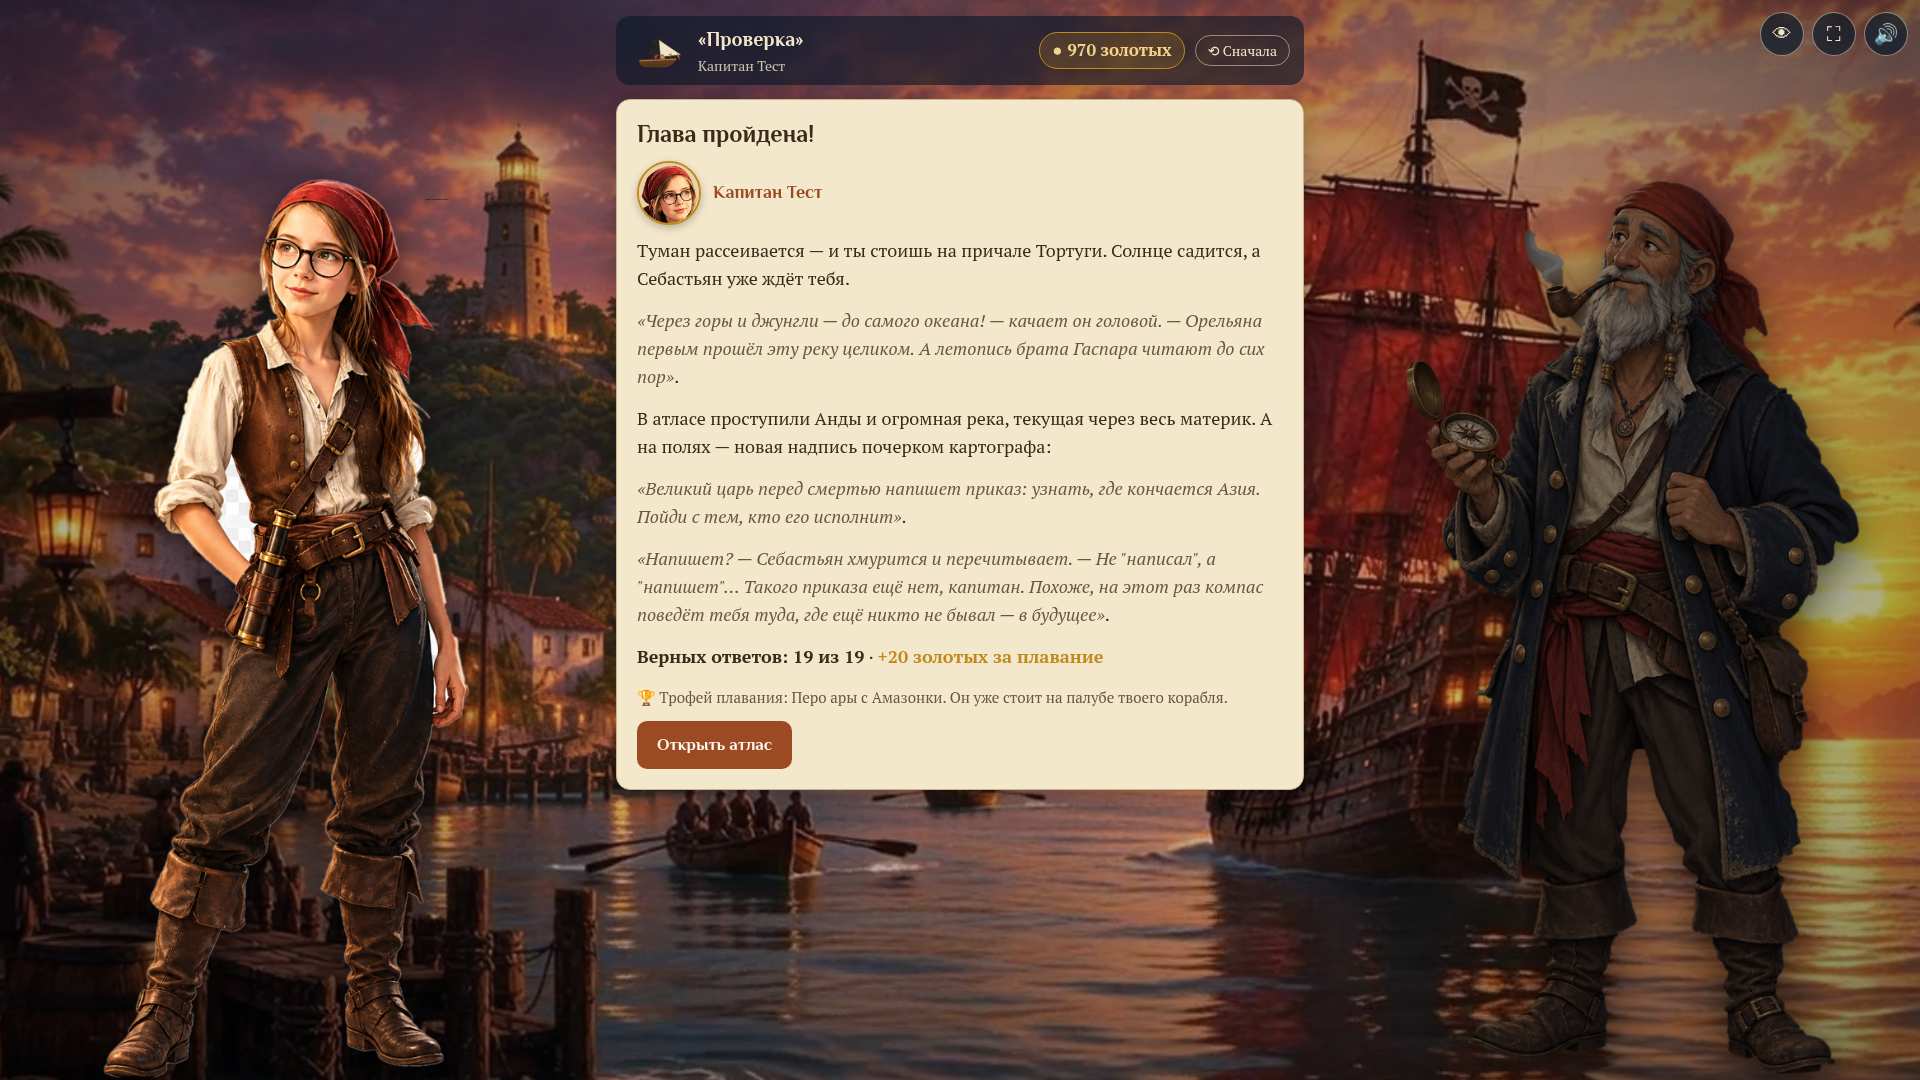 «Проверка»
Капитан Тест
● 970 золотых
⟲ Сначала
Глава пройдена!
Капитан Тест
Туман рассеивается — и ты стоишь на причале Тортуги. Солнце садится, а
Себастьян уже ждёт тебя.
«Через горы и джунгли — до самого океана! — качает он головой. — Орельяна
первым прошёл эту реку целиком. А летопись брата Гаспара читают до сих
пор».
В атласе проступили Анды и огромная река, текущая через весь материк. А
на полях — новая надпись почерком картографа:
«Великий царь перед смертью напишет приказ: узнать, где кончается Азия.
Пойди с тем, кто его исполнит».
«Напишет? — Себастьян хмурится и перечитывает. — Не "написал", а
"напишет"… Такого приказа ещё нет, капитан. Похоже, на этот раз компас
поведёт тебя туда, где ещё никто не бывал — в будущее».
Верных ответов: 19 из 19 · +20 золотых за плавание
🏆 Трофей плавания: Перо ары с Амазонки. Он уже стоит на палубе твоего корабля.
Открыть атлас